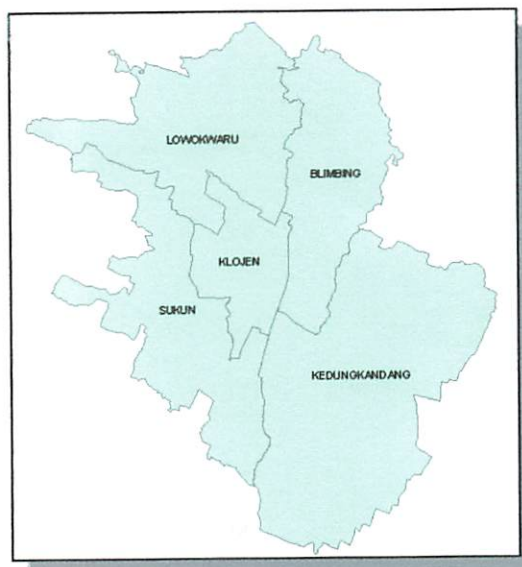 LOWOKWARU
BLIMBING
KLOJEN
SUKUN
KEDUNGKANDANG